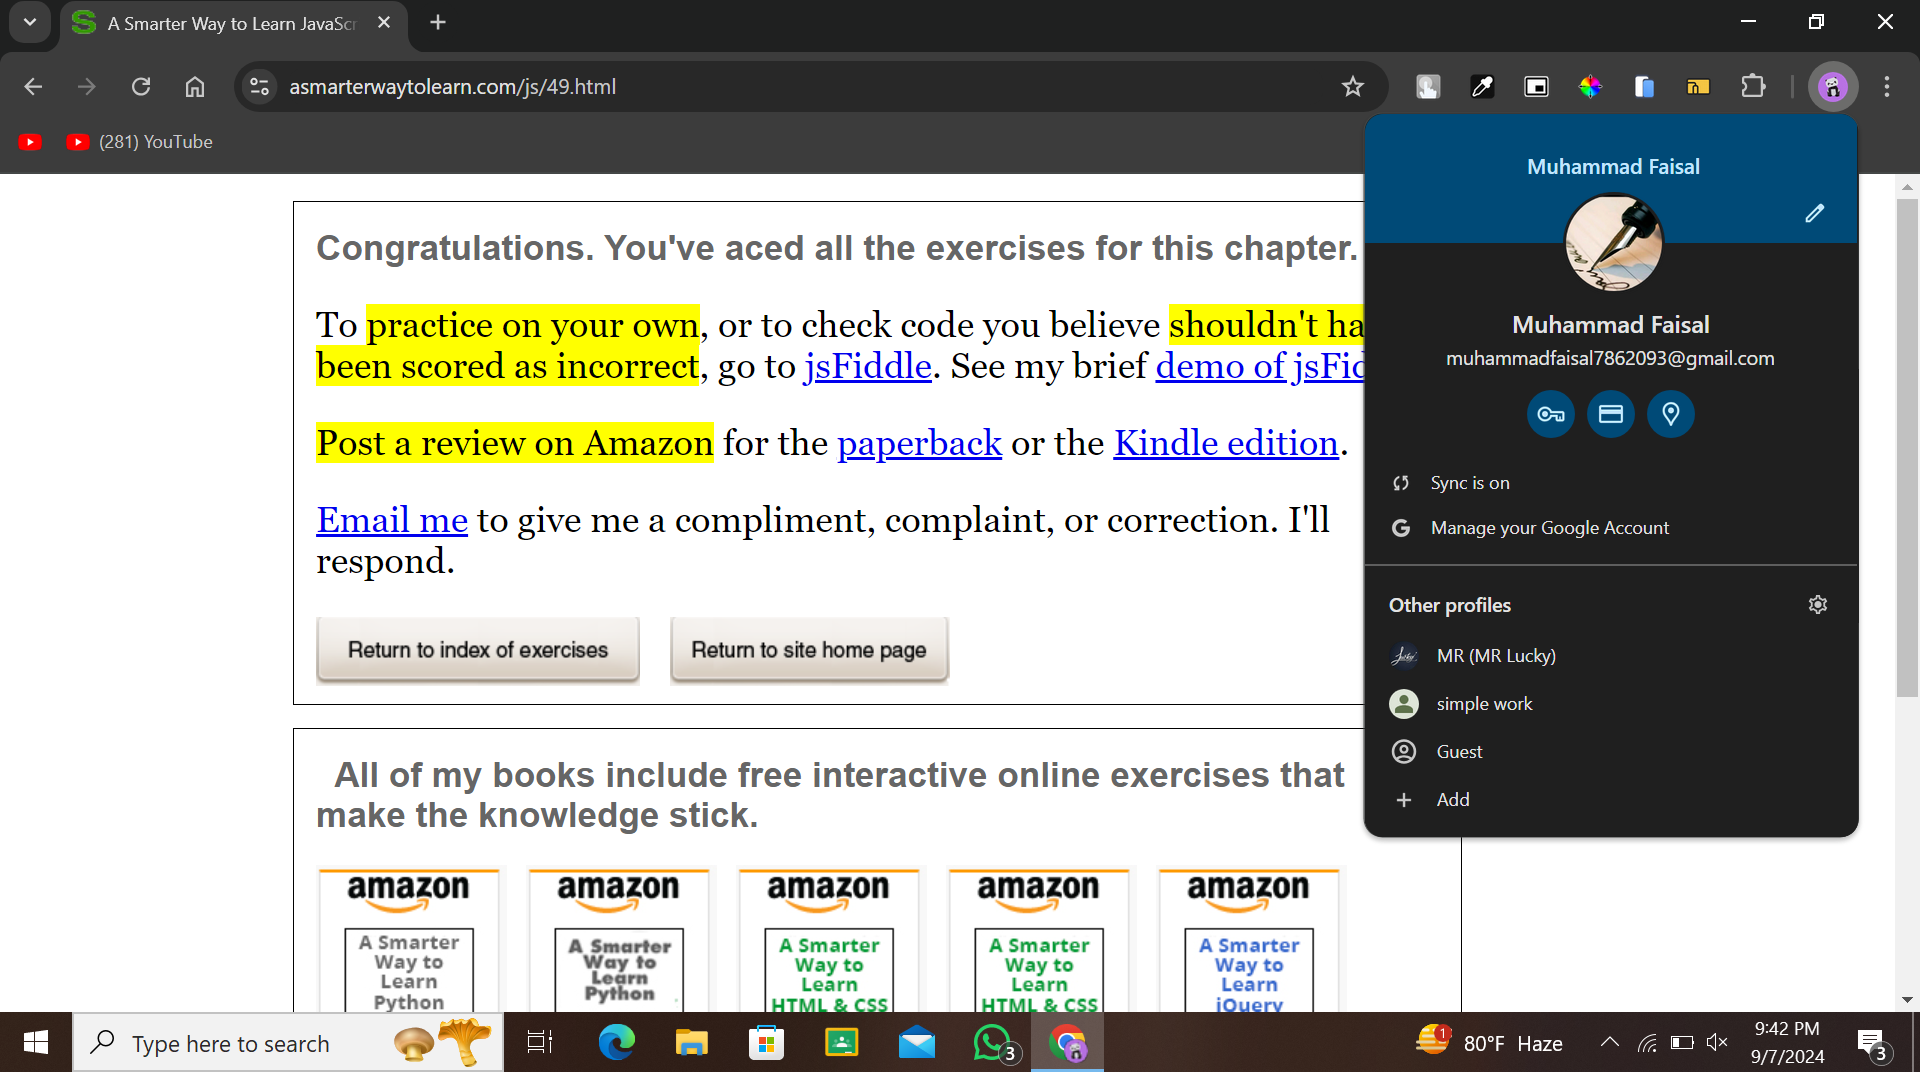 A Smarter Way to Learn JavaScr
asmarterwaytolearn.com/js/49.html
(281) YouTube
Congratulations. You've aced all the exercises for this chapter.
To practice on your own, or to check code you believe shouldn't ha
been scored as incorrect, go to jsFiddle. See my brief demo of jsFid
Post a review on Amazon for the paperback or the Kindle edition.
Email me to give me a compliment, complaint, or correction. I'll
respond.
Return to index of exercises
Return to site home page
All of my books include free interactive online exercises that
make the knowledge stick.
amazon
A Smarter
Way to
Learn
Python
amazon
A Smarter
Way to
Learn
Python
amazon
A Smarter
Way to
Learn
HTML & CSS
amazon
A Smarter
Way to
Learn
HTML & CSS
amazon
A Smarter
Way to
Learn
jQuery
Muhammad Faisal
Muhammad Faisal
muhammadfaisal7862093@gmail.com
Sync is on
Manage your Google Account
Other profiles
MR (MR Lucky)
simple work
Guest
Add
Type here to search
3
1
80°F Haze
9:42 PM
9/7/2024
3